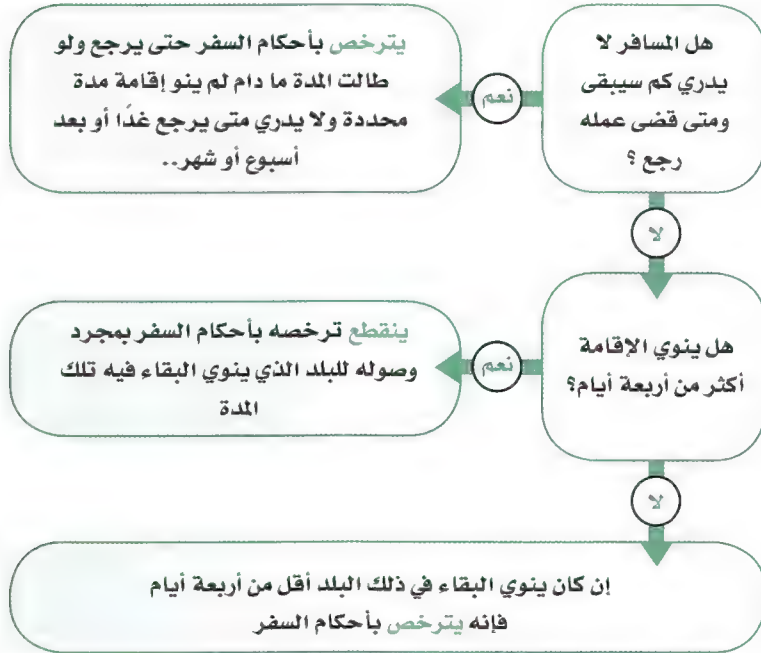 هل المسافر لا
يدري كم سيبقى
ومتى قضى عمله
رجع ؟
نعم
يترخص بأحكام السفر حتى يرجع ولو
طالت المدة ما دام لم ينو إقامة مدة
محددة ولا يدري متى يرجع غدًا أو بعد
أسبوع أو شهر..
لا
هل ينوي الإقامة
أكثر من أربعة أيام؟
نعم
ينقطع ترخصه بأحكام السفر بمجرد
وصوله للبلد الذي ينوي البقاء فيه تلك
المدة
لا
إن كان ينوي البقاء في ذلك البلد أقل من أربعة أيام
فإنه يترخص بأحكام السفر